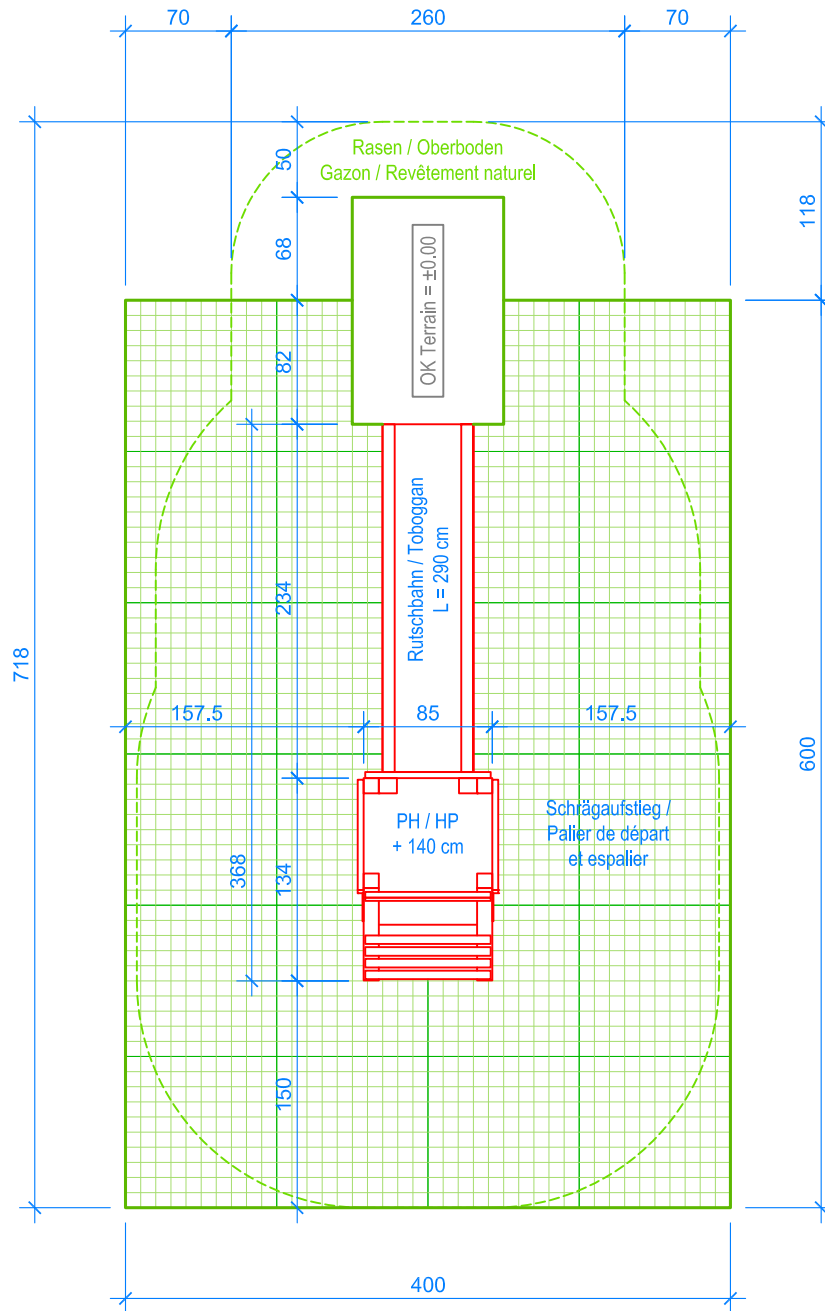 70
260
70
Rasen / Oberboden
Gazon / Revêtement naturel
50
118
68
OK Terrain = ±0.00
82
Rutschbahn / Toboggan
L = 290 cm
234
718
157.5
85
157.5
600
PH / HP
+ 140 cm
Schrägaufstieg /
Palier de départ
et espalier
368
134
150
400